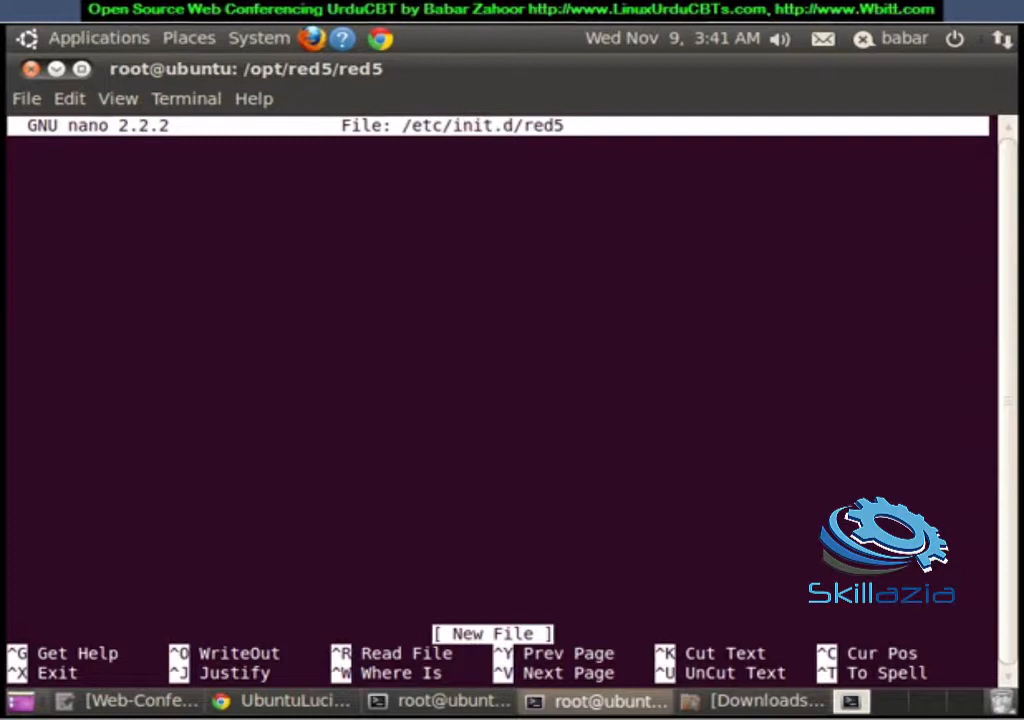 Open Source Web Conferencing UrduCBT by Babar Zahoor http://www.LinuxUrduCBTs.com, http://www.Wbitt.com
Applications Places System Wed Nov 9, 3:41 AM babar
root@ubuntu: /opt/red5/red5
File Edit View Terminal Help
GNU nano 2.2.2 File: /etc/init.d/red5
Skillazia
[ New File ]
^G Get Help ^O WriteOut ^R Read File ^Y Prev Page ^K Cut Text ^C Cur Pos
^X Exit ^J Justify ^W Where Is ^V Next Page ^U UnCut Text ^T To Spell
[Web-Confe... UbuntuLuci... root@ubunt... root@ubunt... [Downloads...